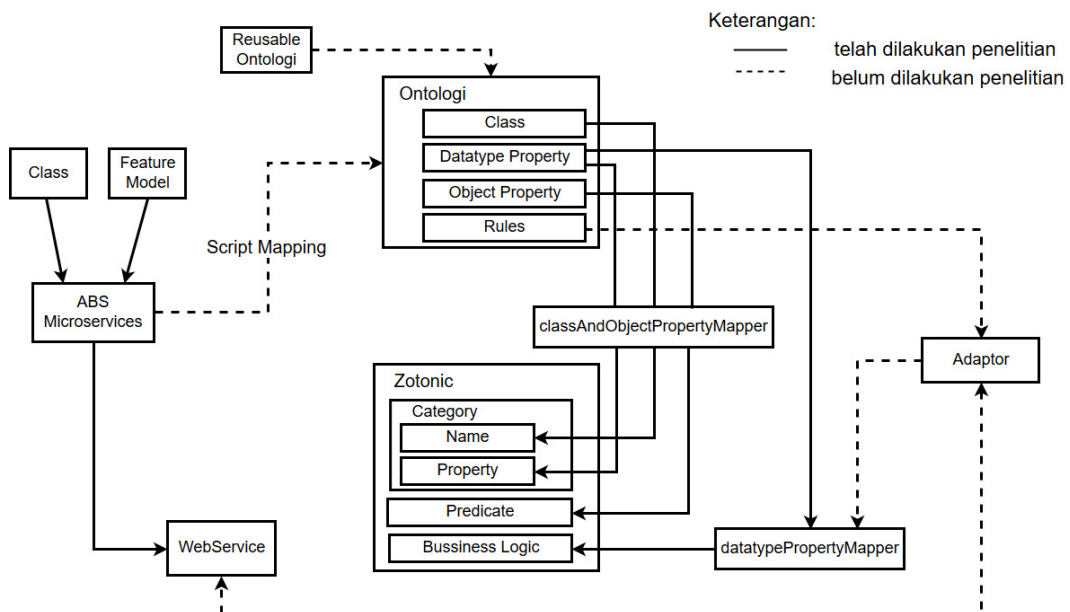 Keterangan:
telah dilakukan penelitian
belum dilakukan penelitian
Reusable
Ontologi
Ontologi
Class
Datatype Property
Object Property
Rules
Class
Feature
Model
Script Mapping
ABS
Microservices
classAndObjectPropertyMapper
Adaptor
Zotonic
Category
Name
Property
Predicate
Bussiness Logic
WebService
datatypePropertyMapper